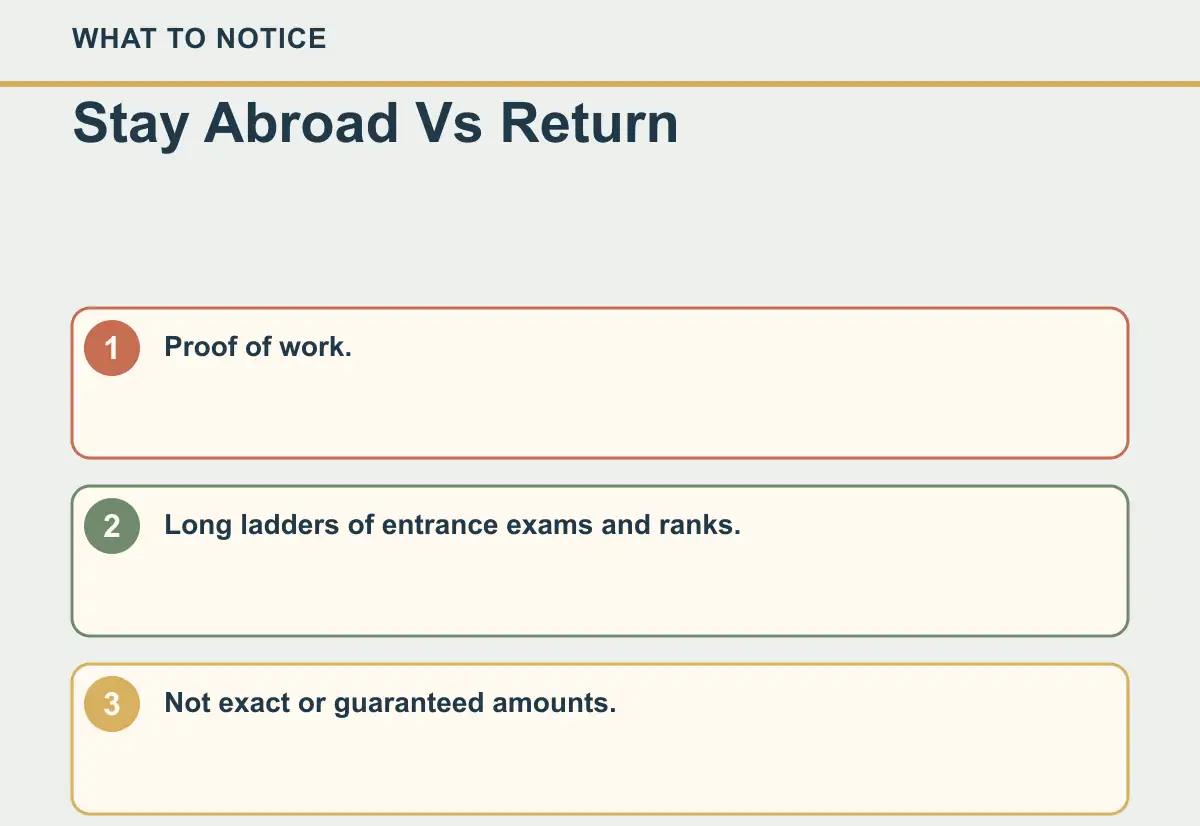 WHAT TO NOTICE
Stay Abroad Vs Return
1 Proof of work.
2 Long ladders of entrance exams and ranks.
3 Not exact or guaranteed amounts.